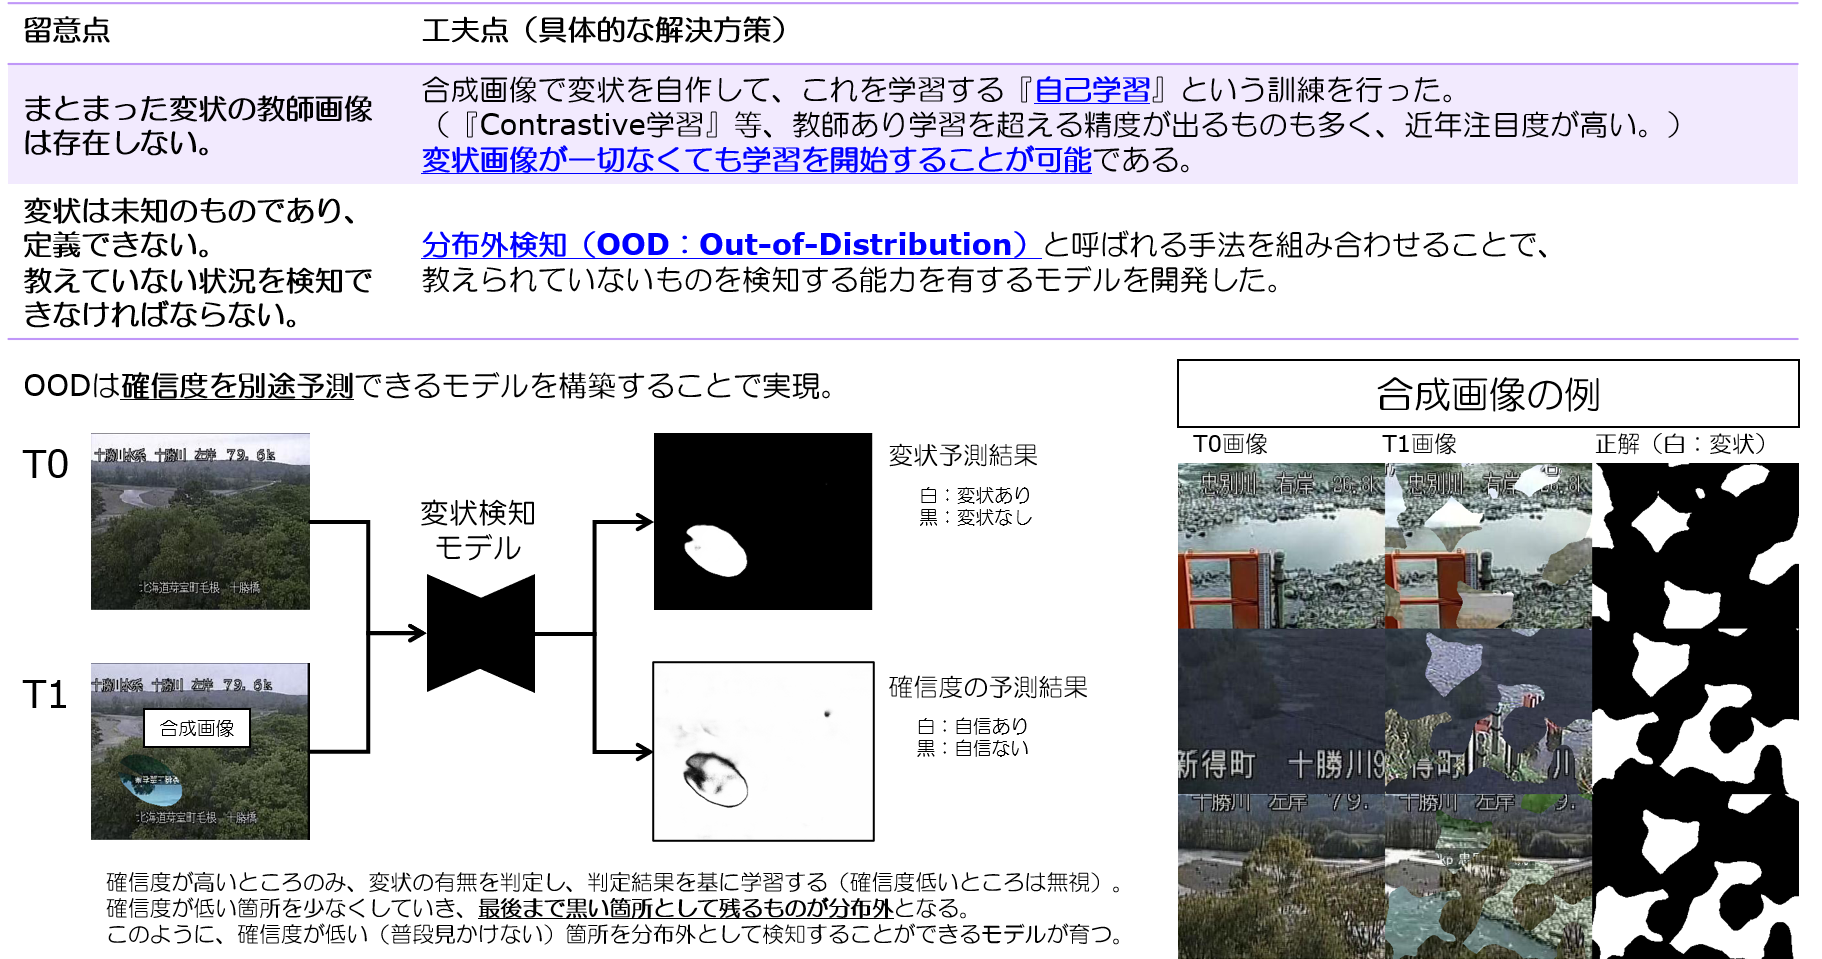 留意点
工夫点（具体的な解決方策）
まとまった変状の教師画像
は存在しない。
合成画像で変状を自作して、これを学習する『自己学習』という訓練を行った。
（『Contrastive学習』等、教師あり学習を超える精度が出るものも多く、近年注目度が高い。）
変状画像が一切なくても学習を開始することが可能である。
変状は未知のものであり、
定義できない。
教えていない状況を検知で
きなければならない。
分布外検知（OOD：Out-of-Distribution）と呼ばれる手法を組み合わせることで、
教えられていないものを検知する能力を有するモデルを開発した。
OODは確信度を別途予測できるモデルを構築することで実現。
T0
十勝川水系 十勝川 左岸 79.6k
北海道芽室町毛根 十勝橋
T1
十勝川水系 十勝川 左岸 79.6k
合成画像
北海道芽室町毛根 十勝橋
変状検知
モデル
変状予測結果
白：変状あり
黒：変状なし
確信度の予測結果
白：自信あり
黒：自信ない
確信度が高いところのみ、変状の有無を判定し、判定結果を基に学習する（確信度低いところは無視）。
確信度が低い箇所を少なくしていき、最後まで黒い箇所として残るものが分布外となる。
このように、確信度が低い（普段見かけない）箇所を分布外として検知することができるモデルが育つ。
合成画像の例
T0画像
T1画像
正解（白：変状）
忠別川 右岸 26.8k
忠別川 右岸
新得町 十勝川9
得町 川
十勝川 左岸 79.
十勝川 左岸 9.
kp 忠